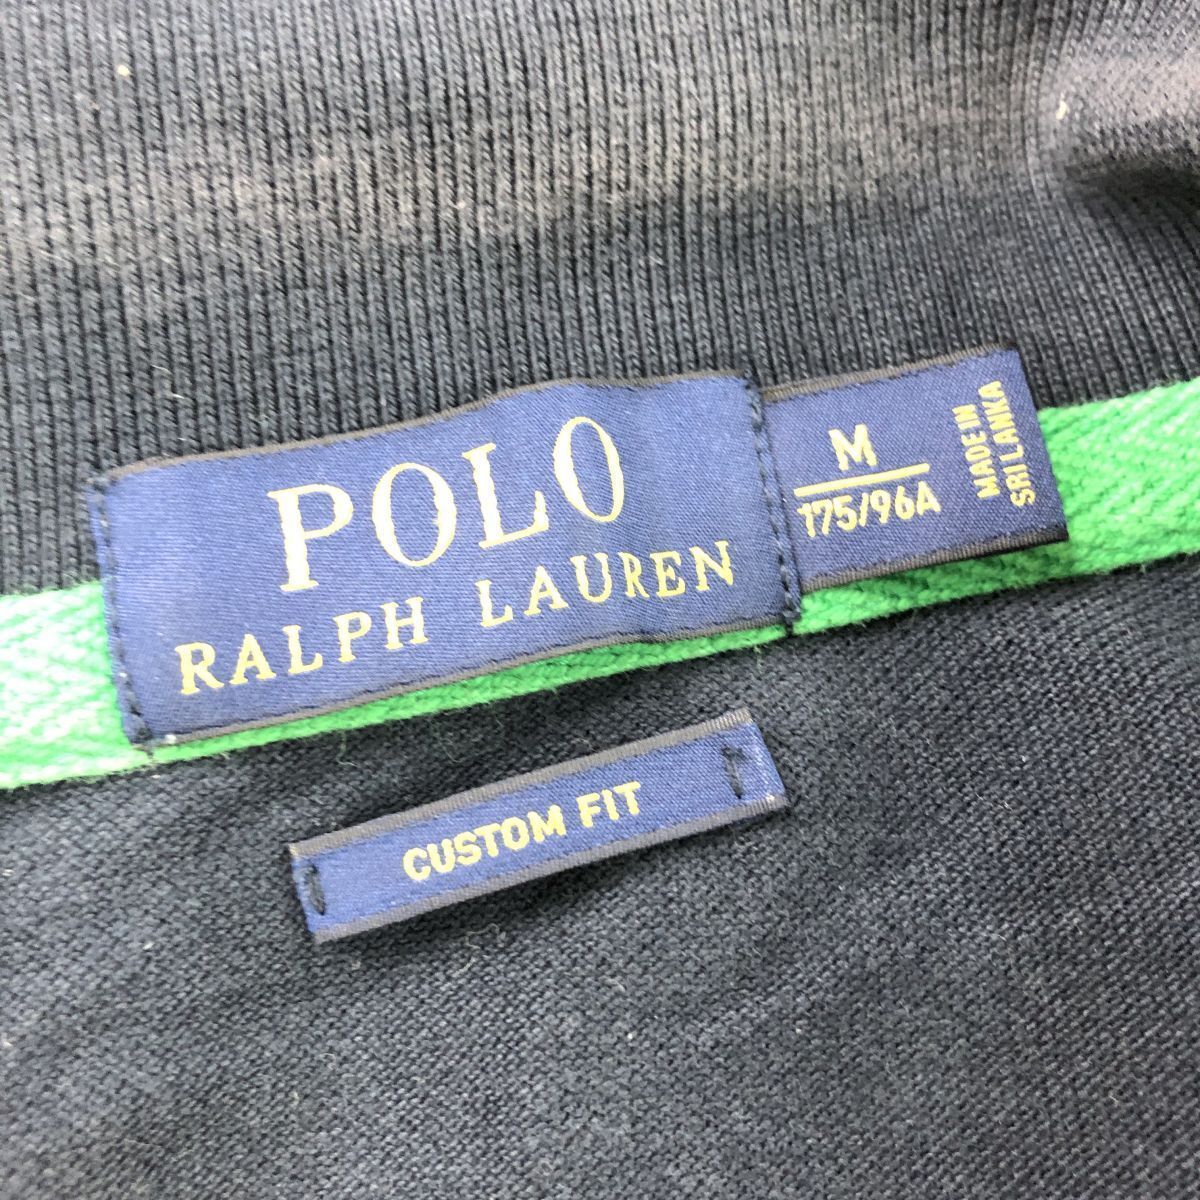 POLO
RALPH LAUREN
M
175/96A
MADE IN
SRI LANKA
CUSTOM FIT